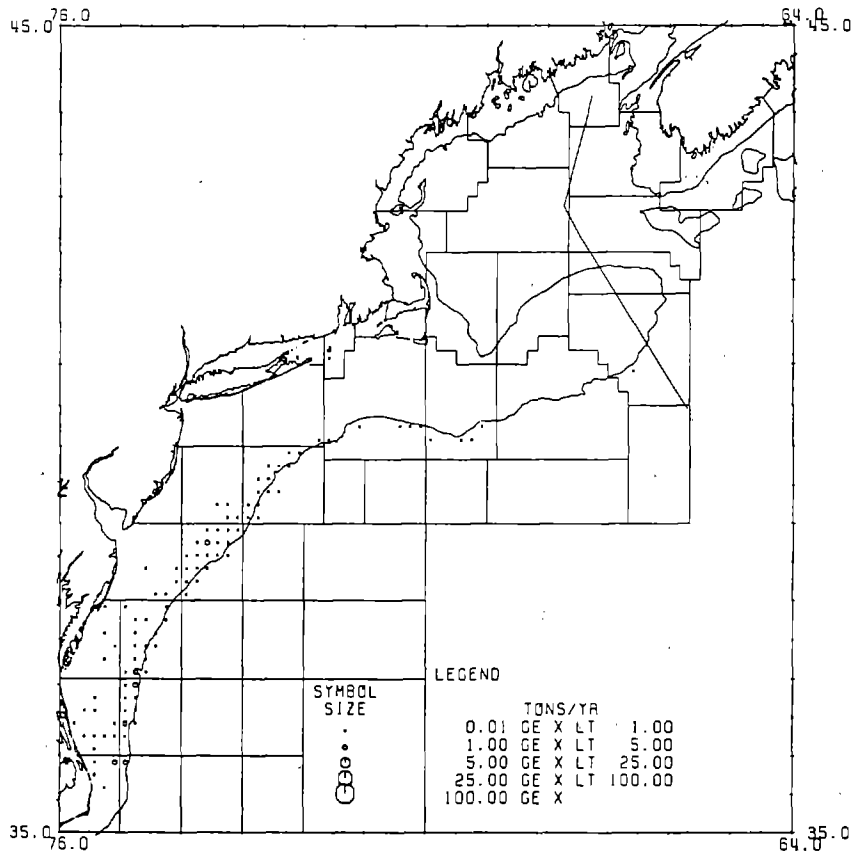 76.0 64.0
45.0 45.0
LEGEND
SYMBOL
SIZE
TONS/YR
0.01 GE X LT 1.00
1.00 GE X LT 5.00
5.00 GE X LT 25.00
25.00 GE X LT 100.00
100.00 GE X
35.0 35.0
76.0 64.0